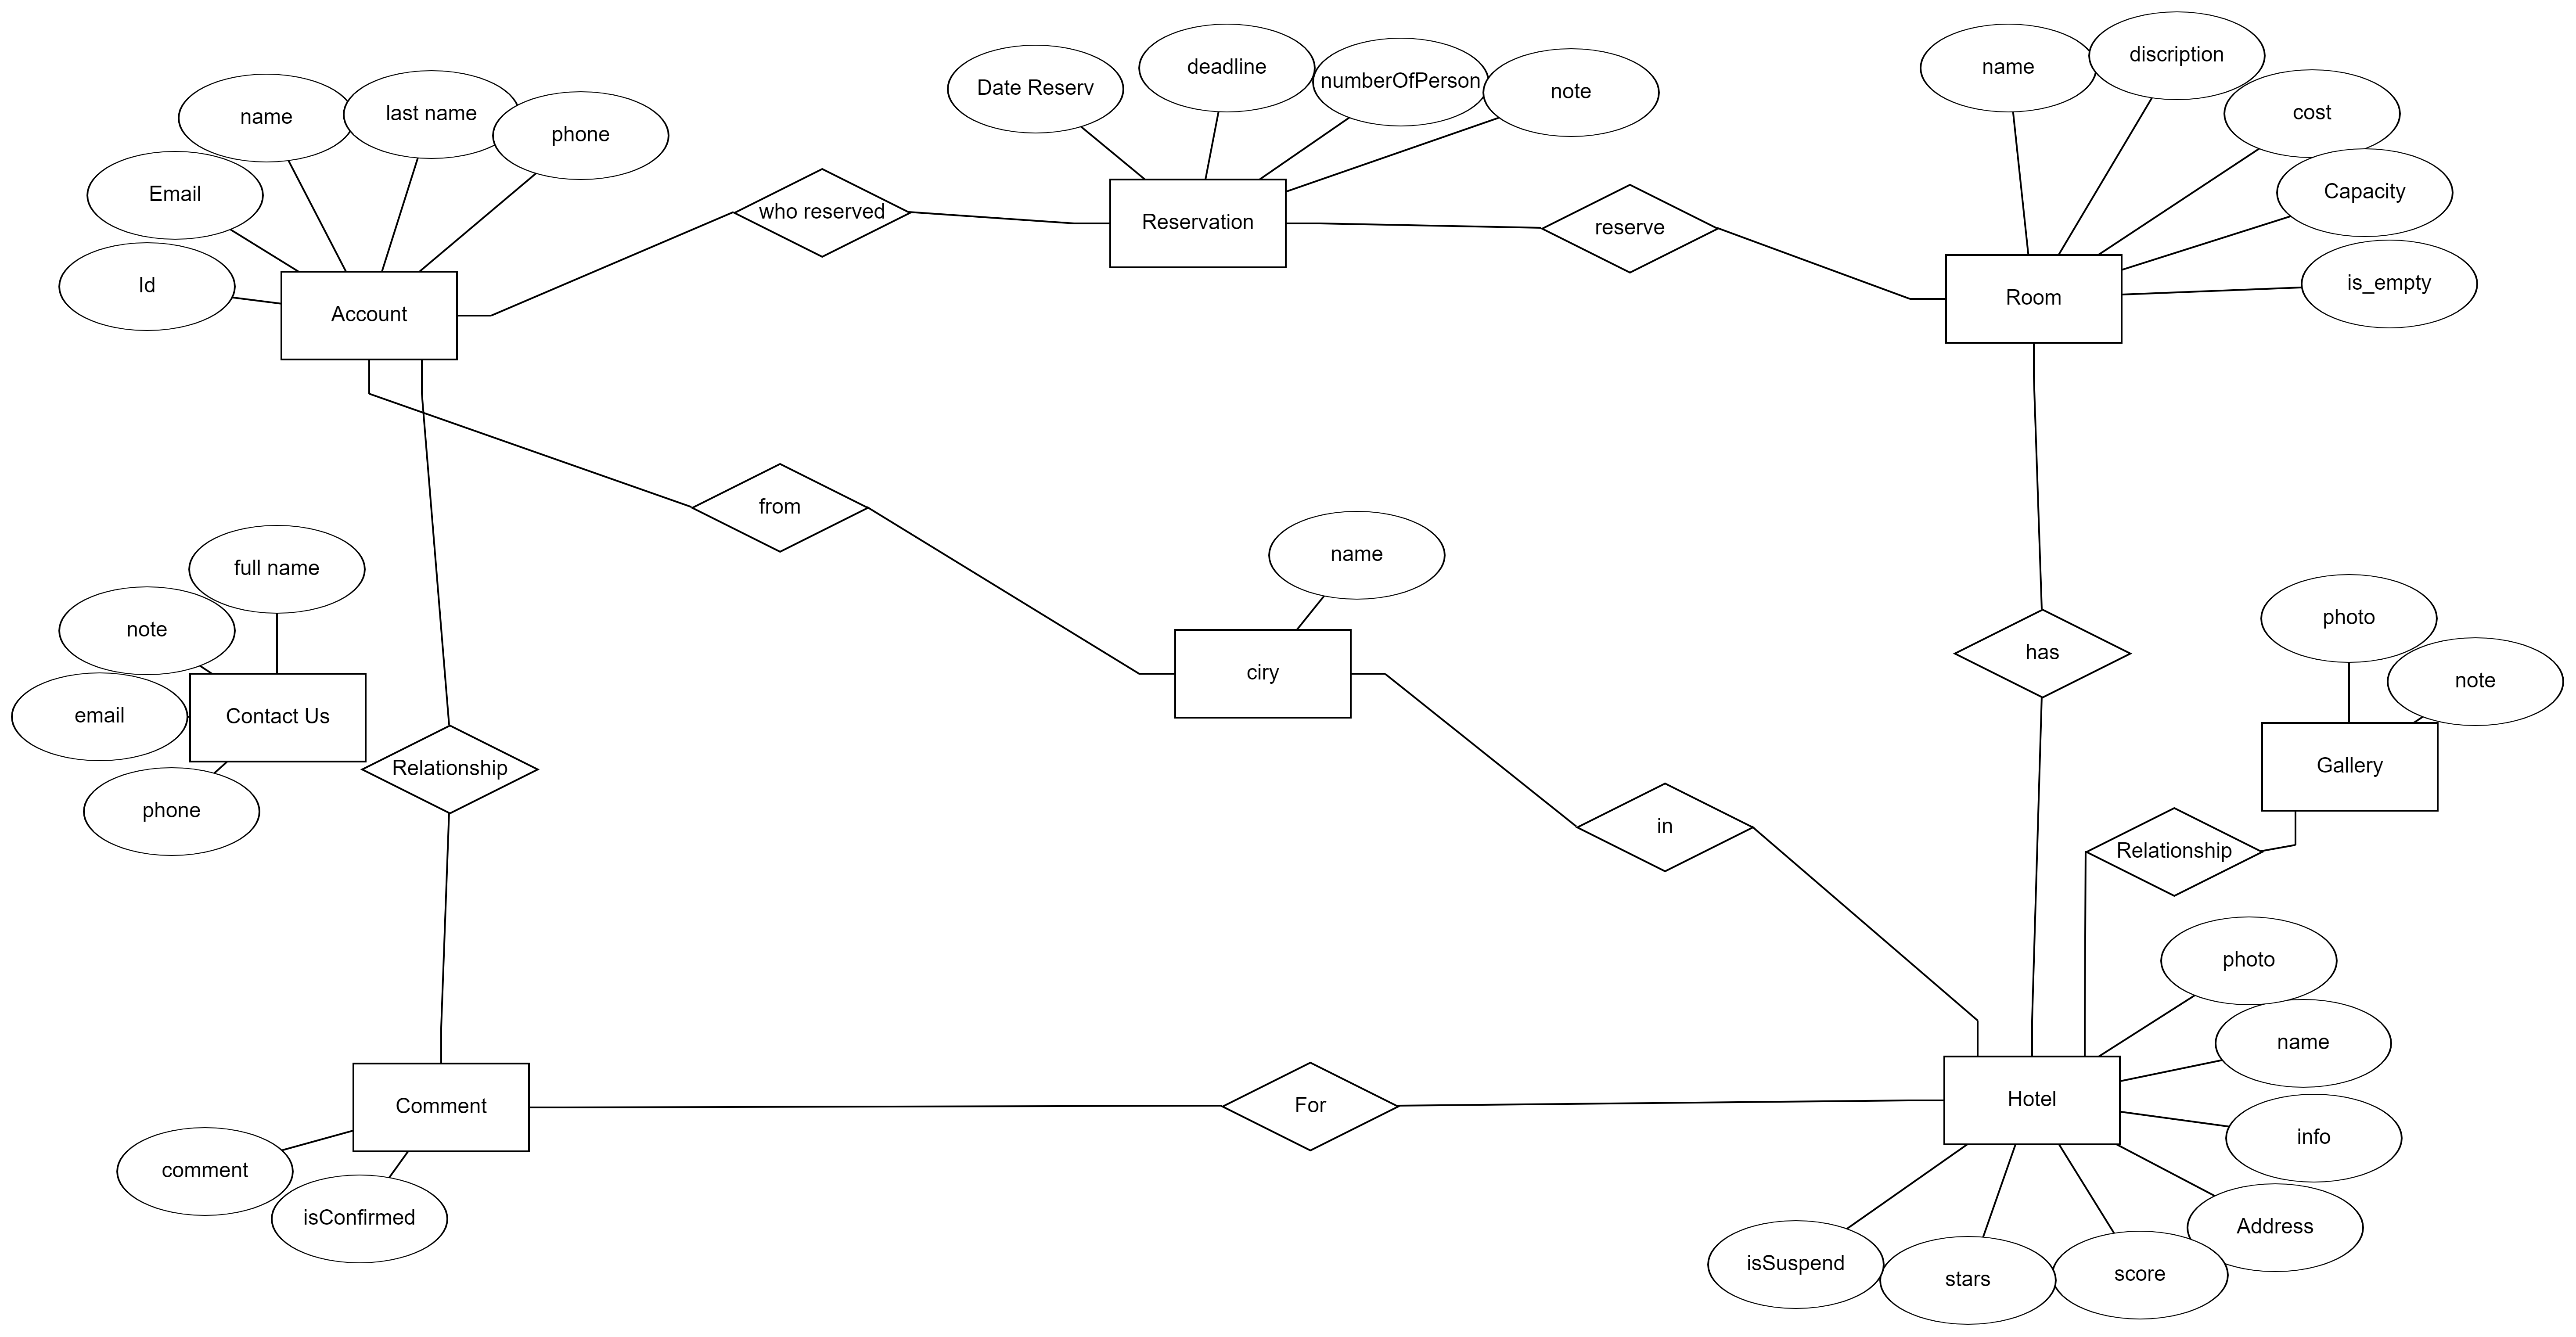 name
last name
phone
Email
Id
Account
who reserved
Date Reserv
deadline
numberOfPerson
note
Reservation
reserve
name
discription
cost
Capacity
is_empty
Room
from
full name
note
email
Contact Us
phone
Relationship
name
ciry
in
has
photo
note
Gallery
Relationship
photo
name
info
Address
Hotel
isSuspend
stars
score
For
Comment
comment
isConfirmed